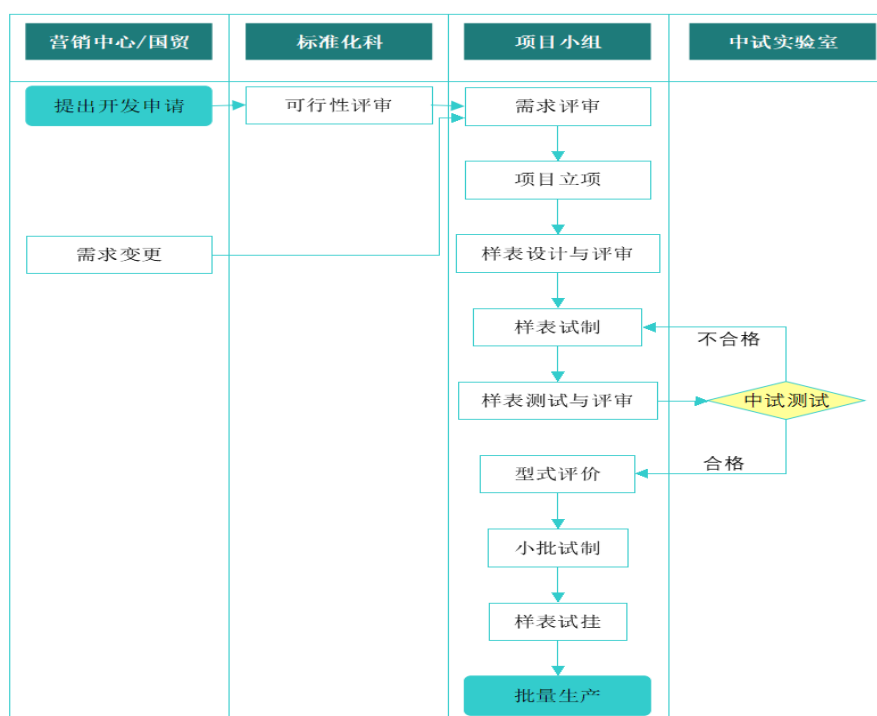 营销中心/国贸
标准化科
项目小组
中试实验室
提出开发申请
可行性评审
需求评审
项目立项
需求变更
样表设计与评审
样表试制
不合格
样表测试与评审
中试测试
合格
型式评价
小批试制
样表试挂
批量生产